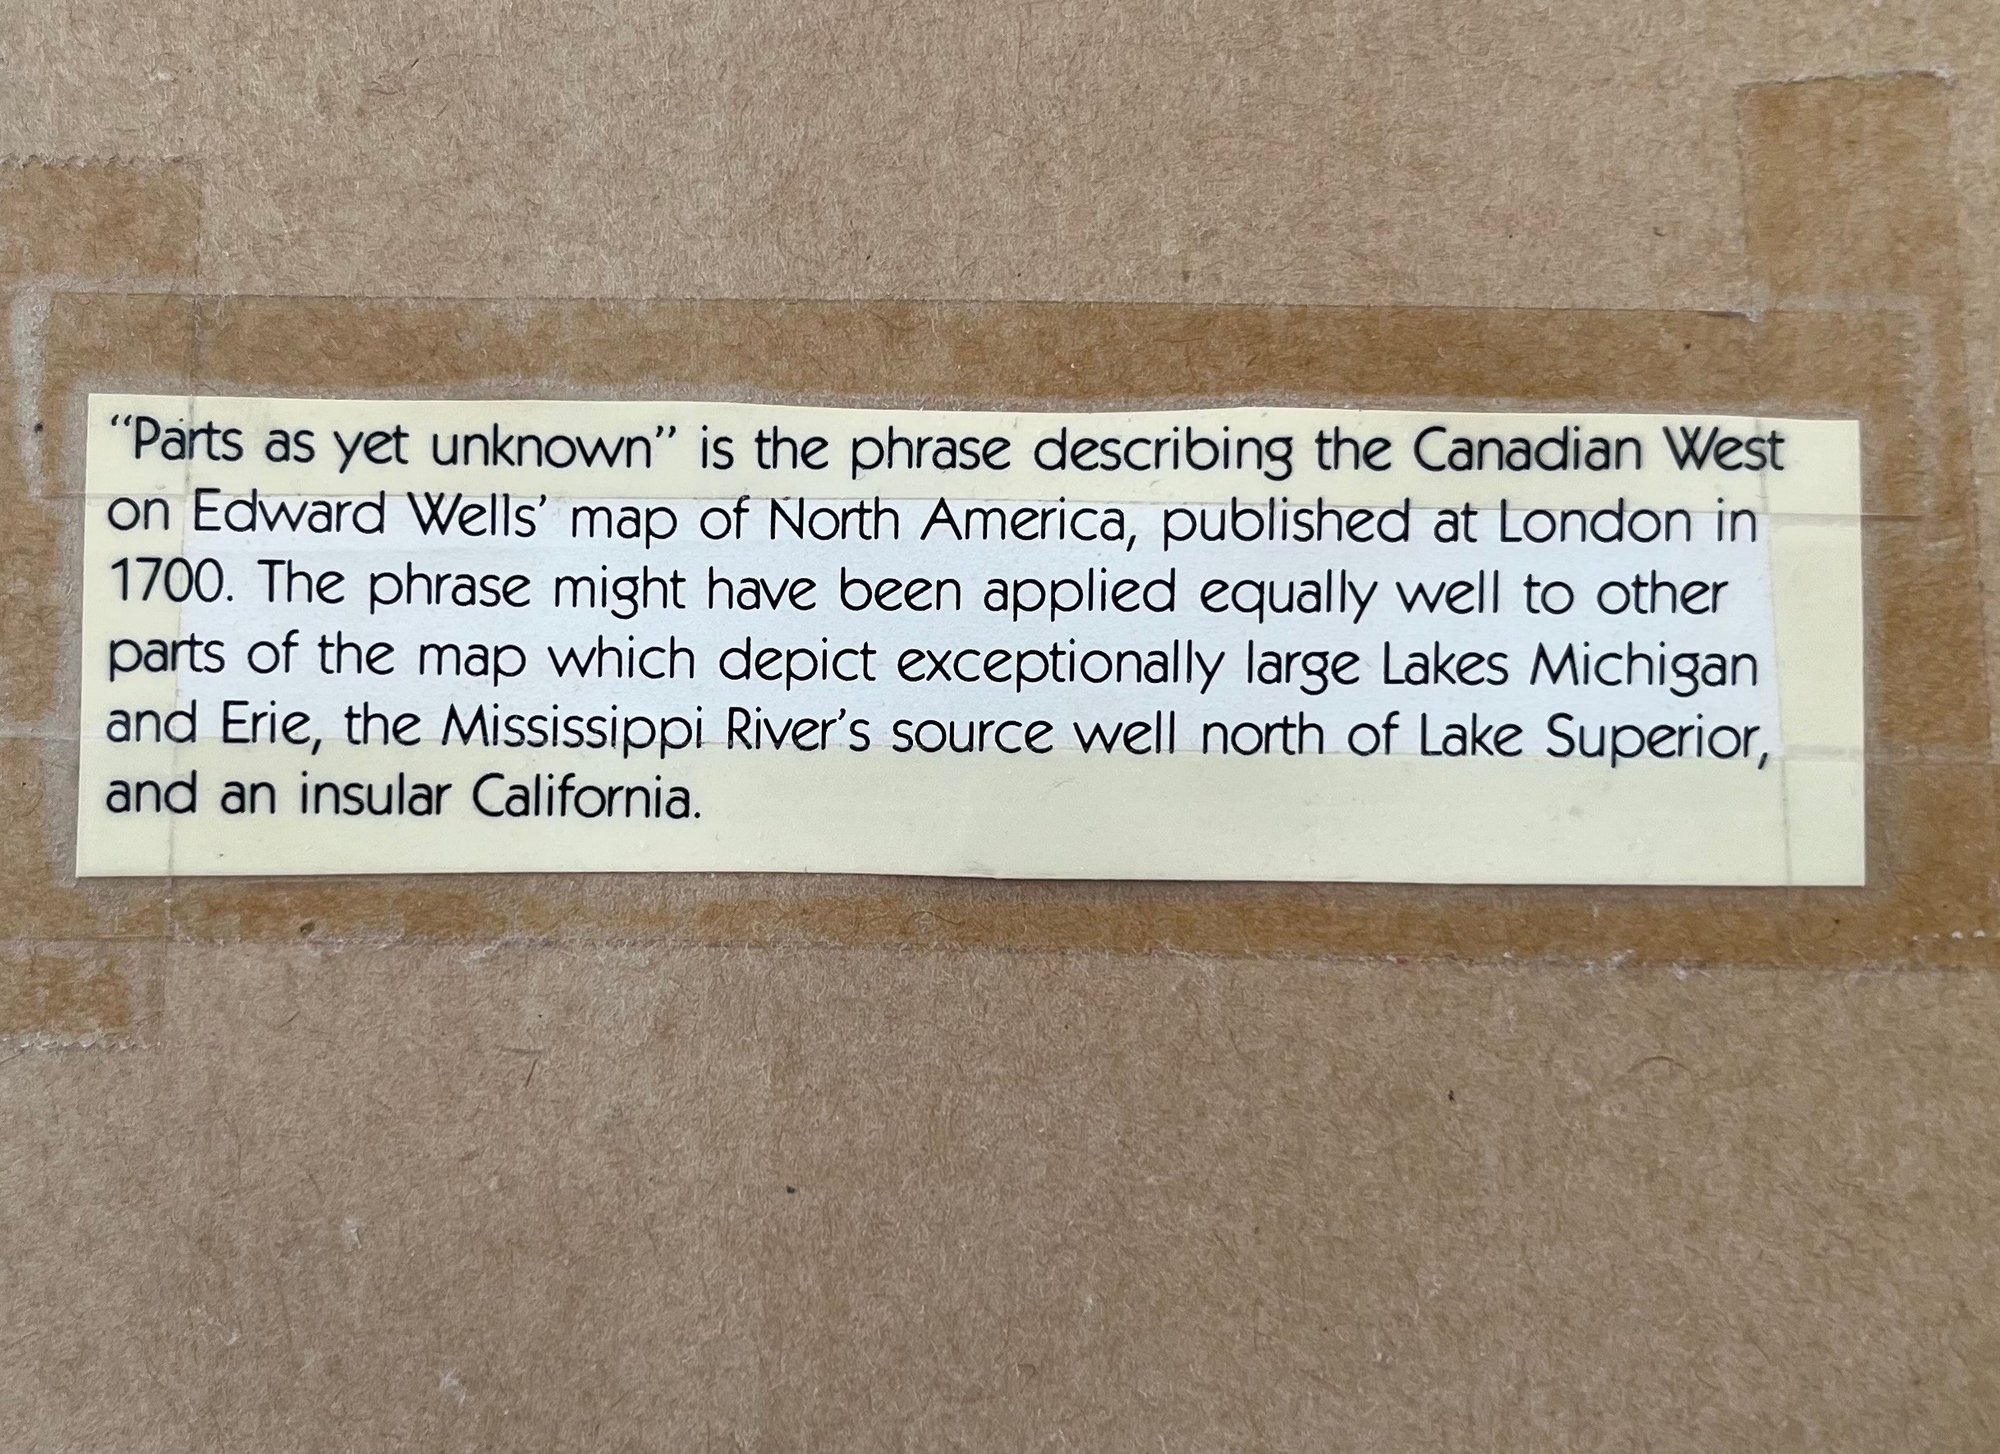 “Parts as yet unknown” is the phrase describing the Canadian West
on Edward Wells’ map of North America, published at London in
1700. The phrase might have been applied equally well to other
parts of the map which depict exceptionally large Lakes Michigan
and Erie, the Mississippi River’s source well north of Lake Superior,
and an insular California.